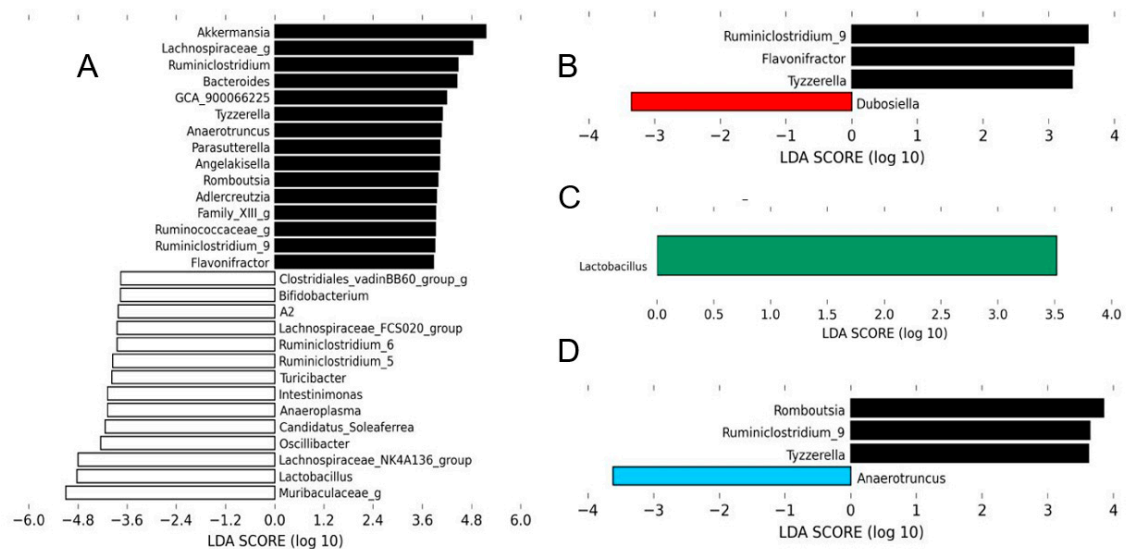 A
Akkermansia
Lachnospiraceae_g
Ruminiclostridium
Bacteroides
GCA_900066225
Tyzzerella
Anaerotruncus
Parasutterella
Angelakisella
Romboutsia
Adlercreutzia
Family_XIII_g
Ruminococcaceae_g
Ruminiclostridium_9
Flavonifractor
Clostridiales_vadinBB60_group_g
Bifidobacterium
A2
Lachnospiraceae_FCS020_group
Ruminiclostridium_6
Ruminiclostridium_5
Turicibacter
Intestinimonas
Anaeroplasma
Candidatus_Soleaferrea
Oscillibacter
Lachnospiraceae_NK4A136_group
Lactobacillus
Muribaculaceae_g
−6.0 −4.8 −3.6 −2.4 −1.2 0.0 1.2 2.4 3.6 4.8 6.0
LDA SCORE (log 10)
B
Ruminiclostridium_9
Flavonifractor
Tyzzerella
Dubosiella
−4 −3 −2 −1 0 1 2 3 4
LDA SCORE (log 10)
C
Lactobacillus
0.0 0.5 1.0 1.5 2.0 2.5 3.0 3.5 4.0
LDA SCORE (log 10)
D
Romboutsia
Ruminiclostridium_9
Tyzzerella
Anaerotruncus
−4 −3 −2 −1 0 1 2 3 4
LDA SCORE (log 10)